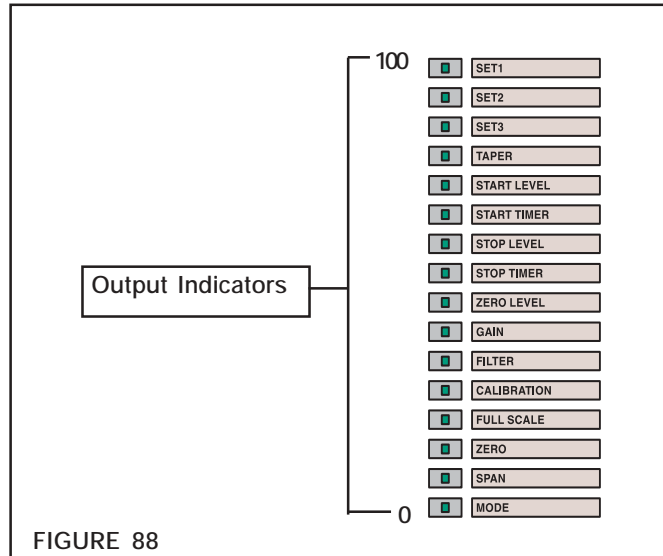 100
SET1
SET2
SET3
TAPER
START LEVEL
START TIMER
STOP LEVEL
STOP TIMER
Output Indicators
ZERO LEVEL
GAIN
FILTER
CALIBRATION
FULL SCALE
ZERO
SPAN
0
MODE
FIGURE 88